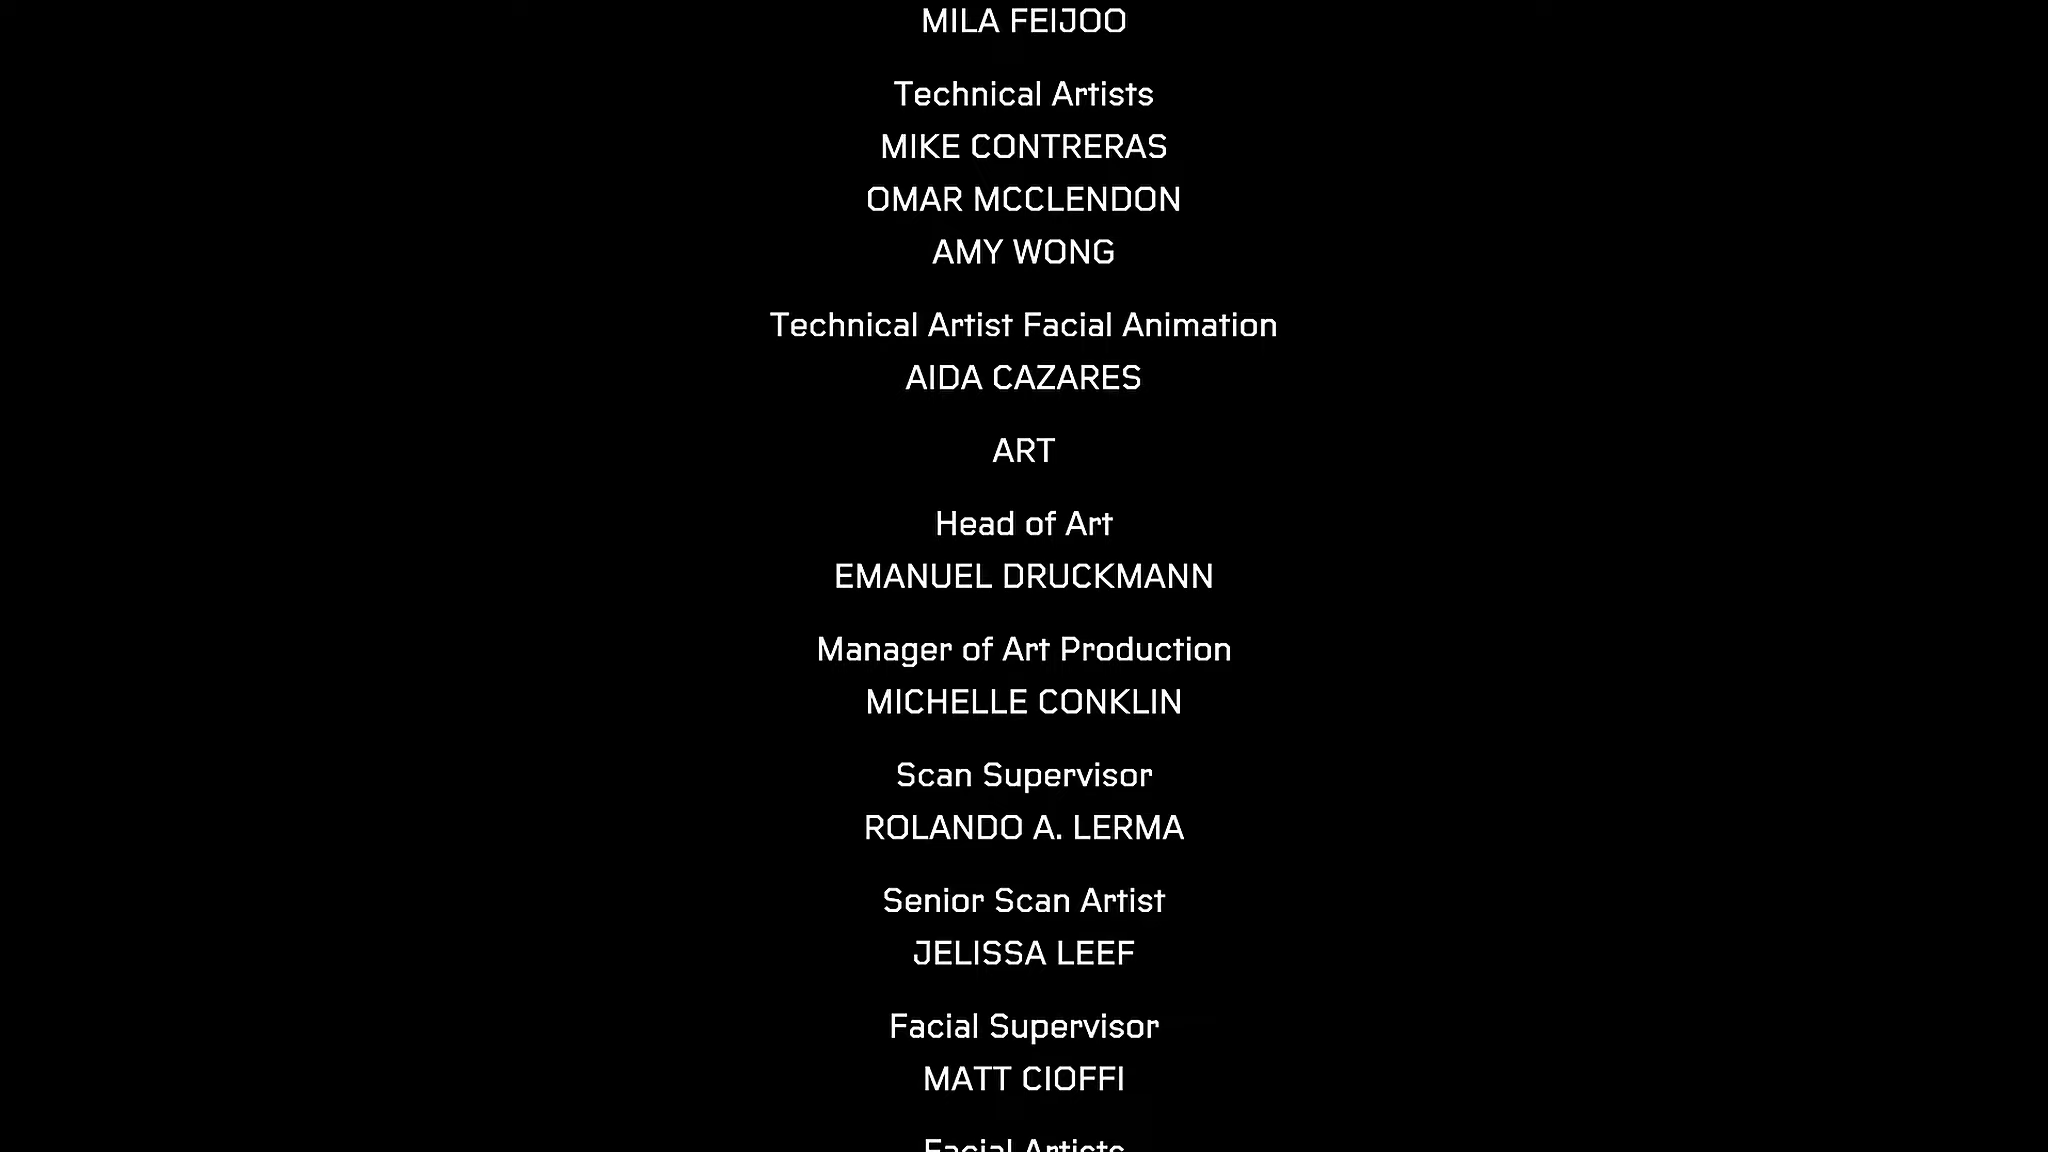 MILA FEIJOO
Technical Artists
MIKE CONTRERAS
OMAR MCCLENDON
AMY WONG
Technical Artist Facial Animation
AIDA CAZARES
ART
Head of Art
EMANUEL DRUCKMANN
Manager of Art Production
MICHELLE CONKLIN
Scan Supervisor
ROLANDO A. LERMA
Senior Scan Artist
JELISSA LEEF
Facial Supervisor
MATT CIOFFI
Facial Artists